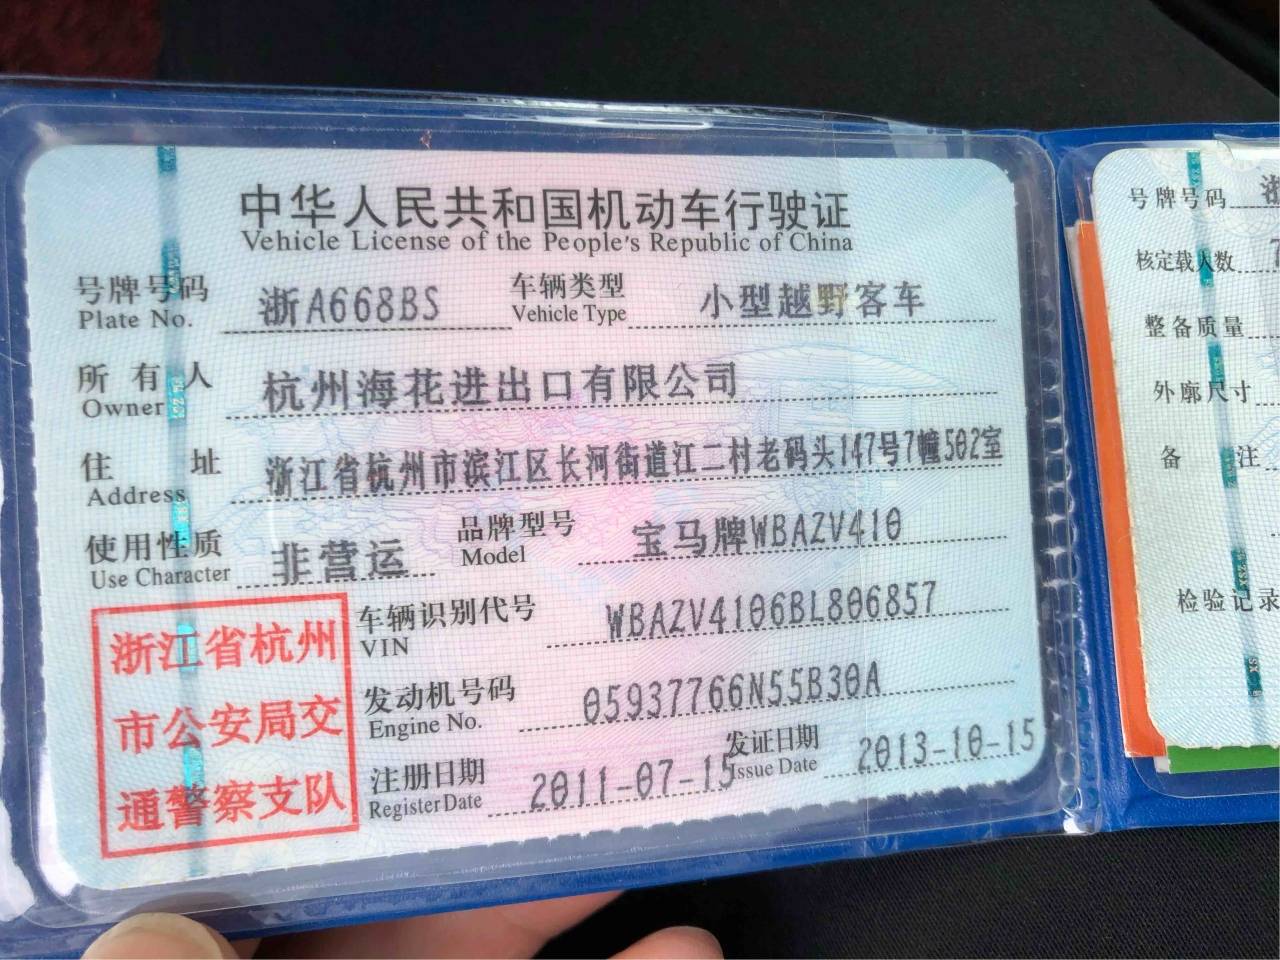 中华人民共和国机动车行驶证
Vehicle License of the People's Republic of China
号牌号码 浙A668BS 车辆类型 小型越野客车
Plate No. Vehicle Type
所有人 杭州海花进出口有限公司
Owner
住址 浙江省杭州市滨江区长河街道江二村老码头147号7幢502室
Address
使用性质 非营运 品牌型号 宝马牌WBAZV410
Use Character Model
车辆识别代号 WBAZV4106BL806857
VIN
发动机号码 05937766N55B30A
Engine No.
注册日期 2011-07-15 发证日期 2013-10-15
Register Date Issue Date
浙江省杭州
市公安局交
通警察支队
号牌号码
核定载人数
整备质量
外廓尺寸
备注
检验记录